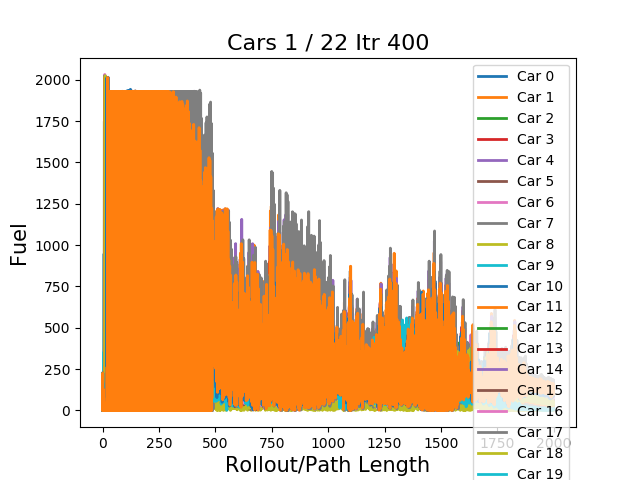 Cars 1 / 22 Itr 400
Fuel
2000
1750
1500
1250
1000
750
500
250
0
0 250 500 750 1000 1250 1500 1750 2000
Rollout/Path Length
Car 0
Car 1
Car 2
Car 3
Car 4
Car 5
Car 6
Car 7
Car 8
Car 9
Car 10
Car 11
Car 12
Car 13
Car 14
Car 15
Car 16
Car 17
Car 18
Car 19